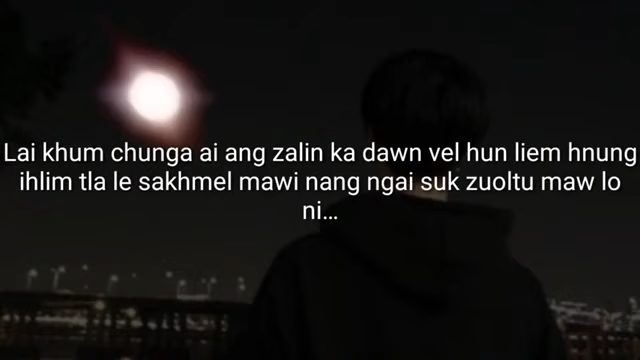 Lai khum chunga ai ang zalin ka dawn vel hun liem hnung
ihlim tla le sakhmel mawi nang ngai suk zuoltu maw lo
ni...